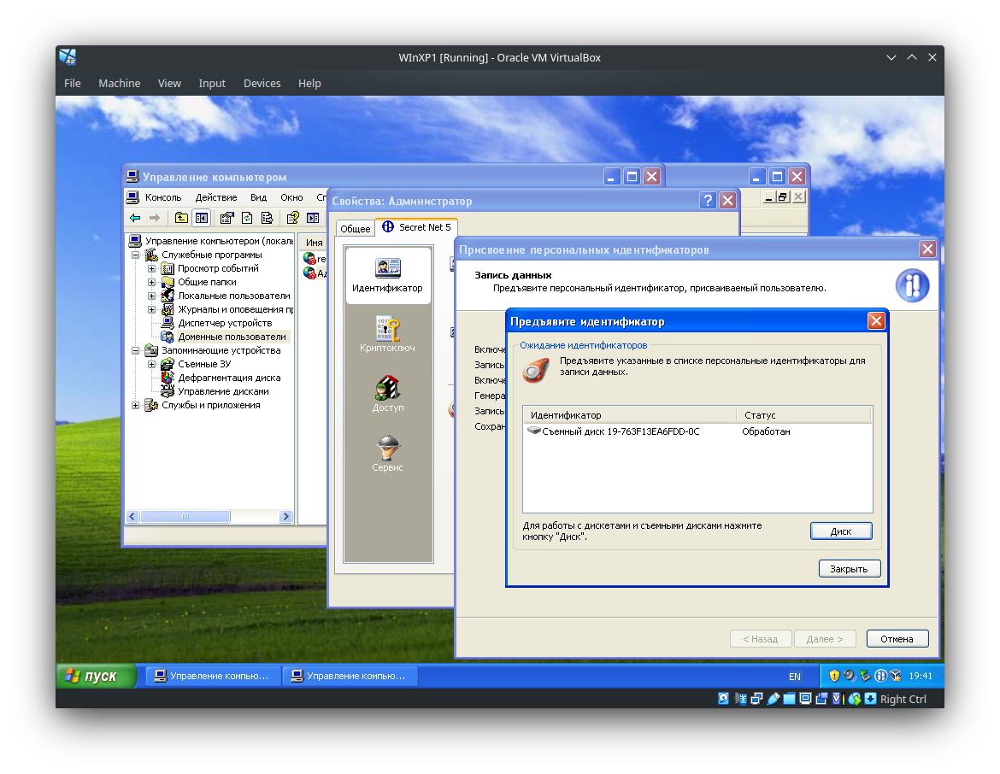 WInXP1 [Running] - Oracle VM VirtualBox
File Machine View Input Devices Help
Управление компьютером
Консоль Действие Вид Окно
Управление компьютером (локаль
Служебные программы
Просмотр событий
Общие папки
Локальные пользователи
Журналы и оповещения пр
Диспетчер устройств
Доменные пользователи
Запоминающие устройства
Съемные ЗУ
Дефрагментация диска
Управление дисками
Службы и приложения
Имя
re
Ад
Свойства: Администратор
Общее Secret Net 5
Идентификатор
Криптоключ
Доступ
Сервис
Присвоение персональных идентификаторов
Запись данных
Предъявите персональный идентификатор, присваиваемый пользователю.
Включе
Запись
Включе
Генера
Запись
Сохран
Предъявите идентификатор
Ожидание идентификаторов
Предъявите указанные в списке персональные идентификаторы для
записи данных.
Идентификатор Статус
Съемный диск 19-763F13EA6FDD-0C Обработан
Для работы с дискетами и съемными дисками нажмите
кнопку "Диск".
Диск
Закрыть
< Назад Далее > Отмена
пуск Управление компью... Управление компью... EN 19:41
Right Ctrl